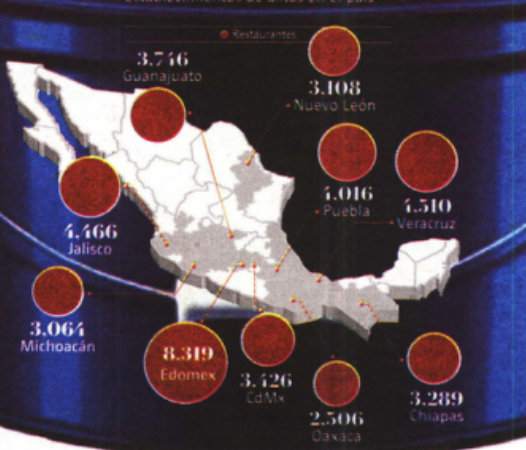 Restaurantes
3.746
Guanajuato
3.108
Nuevo León
4.016
Puebla
4.510
Veracruz
4.466
Jalisco
3.064
Michoacán
8.319
Edomex
3.426
CdMx
2.506
Oaxaca
3.289
Chiapas